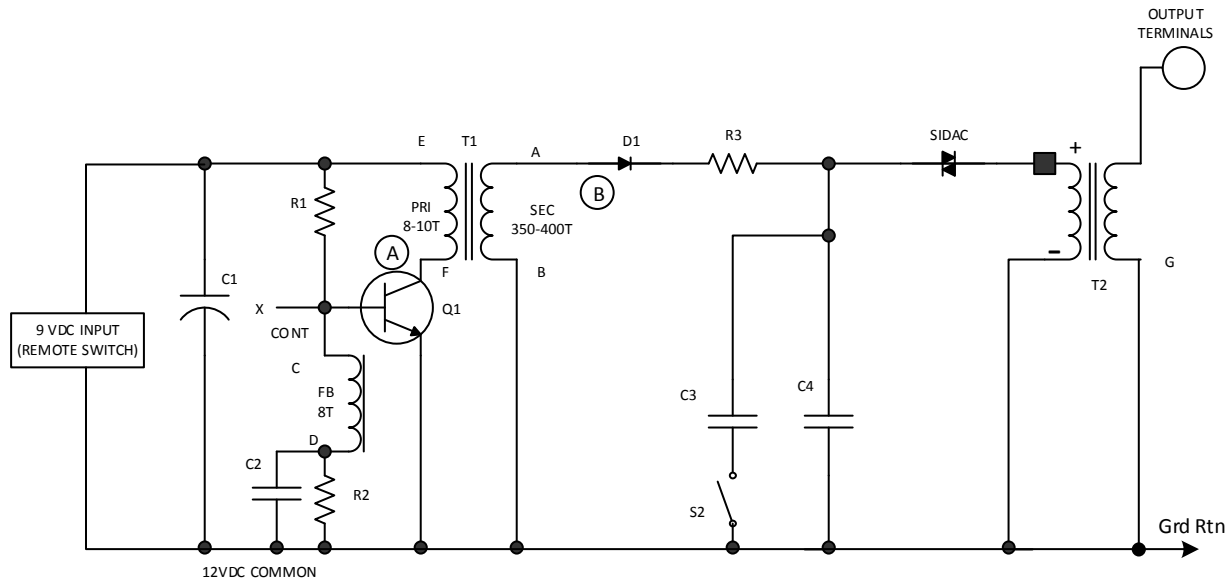 OUTPUT
TERMINALS
E
T1
A
D1
R3
SIDAC
+
R1
PRI
8-10T
B
SEC
350-400T
A
F
B
-
G
T2
C1
X
CONT
Q1
9 VDC INPUT
(REMOTE SWITCH)
C
FB
8T
C3
C4
D
C2
R2
S2
Grd Rtn
12VDC COMMON